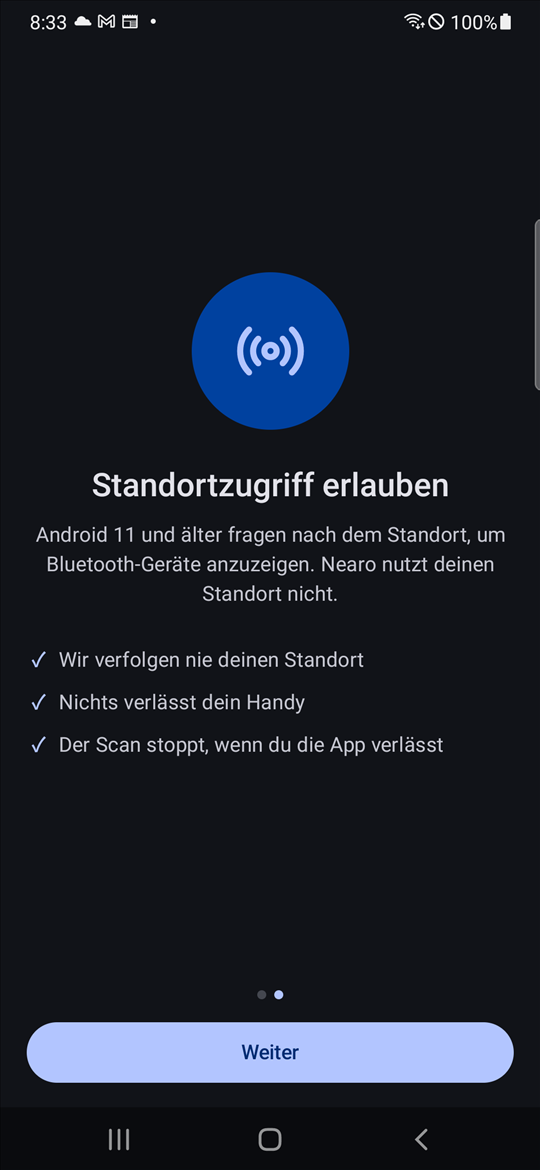 8:33
100%
Standortzugriff erlauben
Android 11 und älter fragen nach dem Standort, um
Bluetooth-Geräte anzuzeigen. Nearo nutzt deinen
Standort nicht.
✓ Wir verfolgen nie deinen Standort
✓ Nichts verlässt dein Handy
✓ Der Scan stoppt, wenn du die App verlässt
Weiter